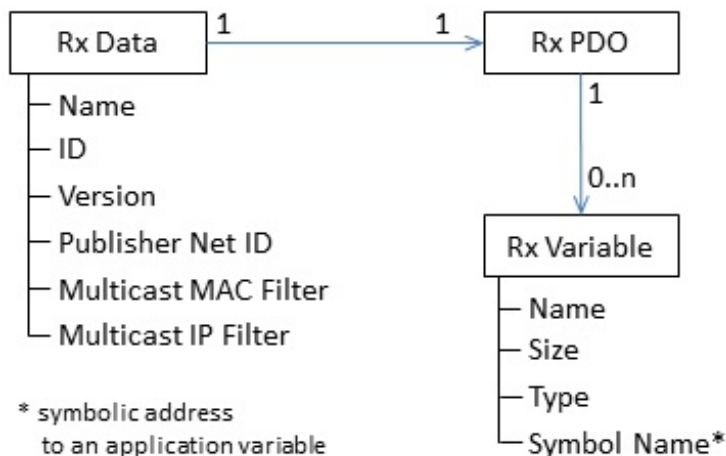 Rx Data
1
1
Rx PDO
Name
ID
Version
Publisher Net ID
Multicast MAC Filter
Multicast IP Filter
1
0..n
Rx Variable
Name
Size
Type
Symbol Name*
* symbolic address
to an application variable